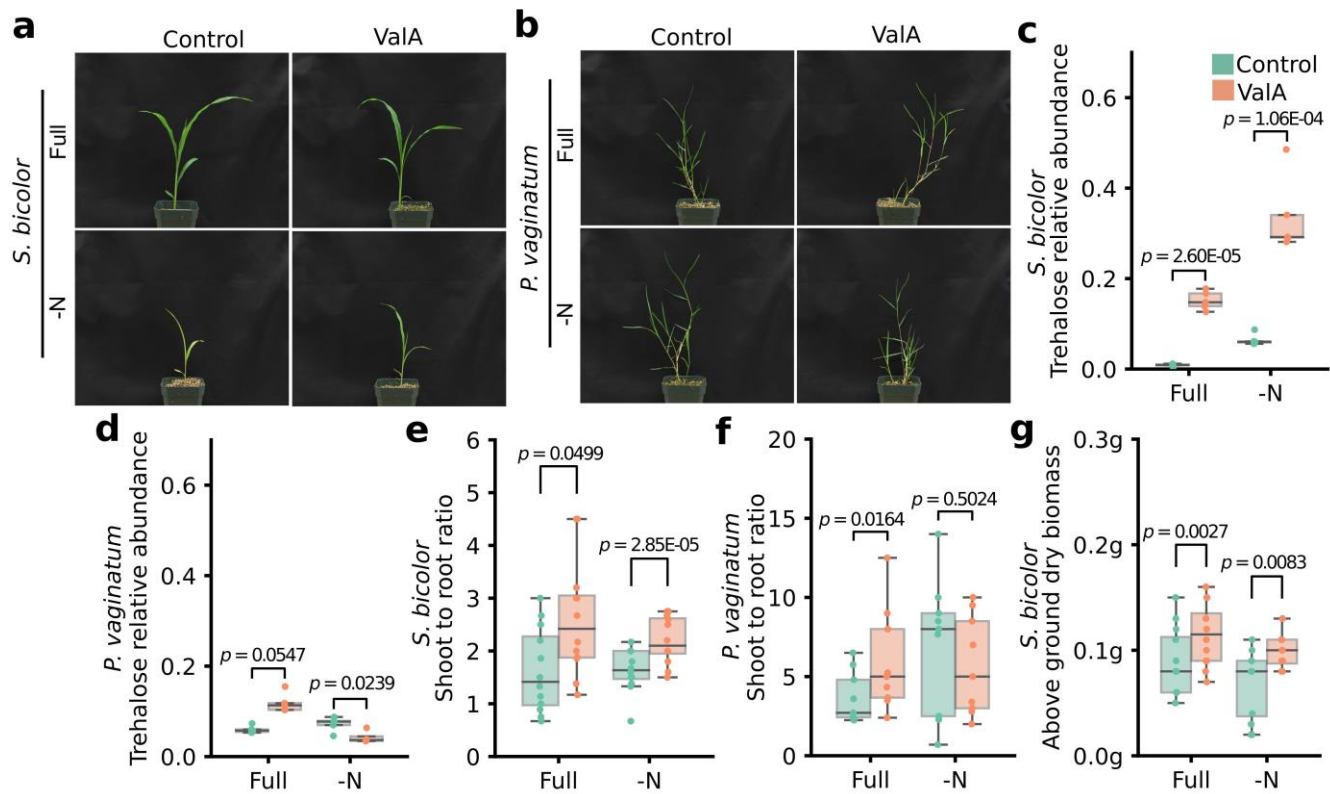 a
Control
ValA
S. bicolor
Full
-N
b
Control
ValA
P. vaginatum
Full
-N
c
S. bicolor
Trehalose relative abundance
0.6
0.4
0.2
0.0
Control
ValA
p = 1.06E-04
p = 2.60E-05
Full
-N
d
P. vaginatum
Trehalose relative abundance
0.6
0.4
0.2
0.0
p = 0.0547
p = 0.0239
Full
-N
e
S. bicolor
Shoot to root ratio
6
5
4
3
2
1
0
p = 0.0499
p = 2.85E-05
Full
-N
f
P. vaginatum
Shoot to root ratio
20
15
10
5
0
p = 0.0164
p = 0.5024
Full
-N
g
S. bicolor
Above ground dry biomass
0.3g
0.2g
0.1g
0.0g
p = 0.0027
p = 0.0083
Full
-N